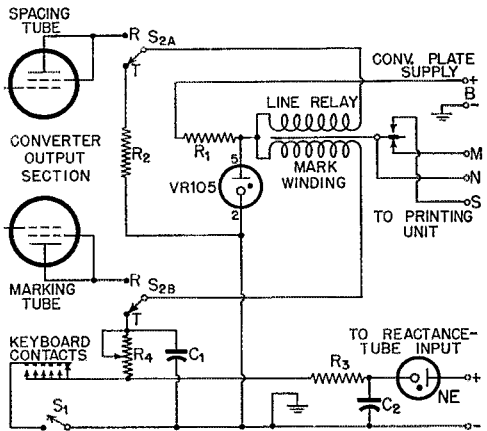 SPACING
TUBE
R
S2A
T
CONV. PLATE
SUPPLY
+
B
-
LINE RELAY
CONVERTER
OUTPUT
SECTION
R2
R1
5
VR105
2
MARK
WINDING
M
N
S
TO PRINTING
UNIT
MARKING
TUBE
R
S2B
T
KEYBOARD
CONTACTS
R4
C1
TO REACTANCE-
TUBE INPUT
R3
+
C2
NE
S1
-